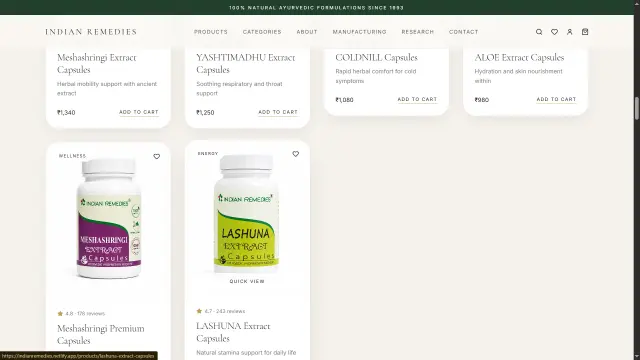 100% NATURAL AYURVEDIC FORMULATIONS SINCE 1863
INDIAN REMEDIES
PRODUCTS CATEGORIES ABOUT MANUFACTURING RESEARCH CONTACT
Meshashringi Extract
Capsules
Herbal mobility support with ancient
extract
₹1,340 ADD TO CART
YASHTIMADHU Extract
Capsules
Soothing respiratory and throat
support
₹1,250 ADD TO CART
COLDNILL Capsules
Rapid herbal comfort for cold
symptoms
₹1,080 ADD TO CART
ALOE Extract Capsules
Hydration and skin nourishment
within
₹980 ADD TO CART
WELLNESS
INDIAN REMEDIES
MESHASHRINGI
EXTRACT
Capsules
4.8 · 178 reviews
Meshashringi Premium
Capsules
ENERGY
INDIAN REMEDIES
LASHUNA
EXTRACT
Capsules
QUICK VIEW
4.7 · 243 reviews
LASHUNA Extract
Capsules
Natural stamina support for daily life
https://indianremedies.netlify.app/products/lashuna-extract-capsules